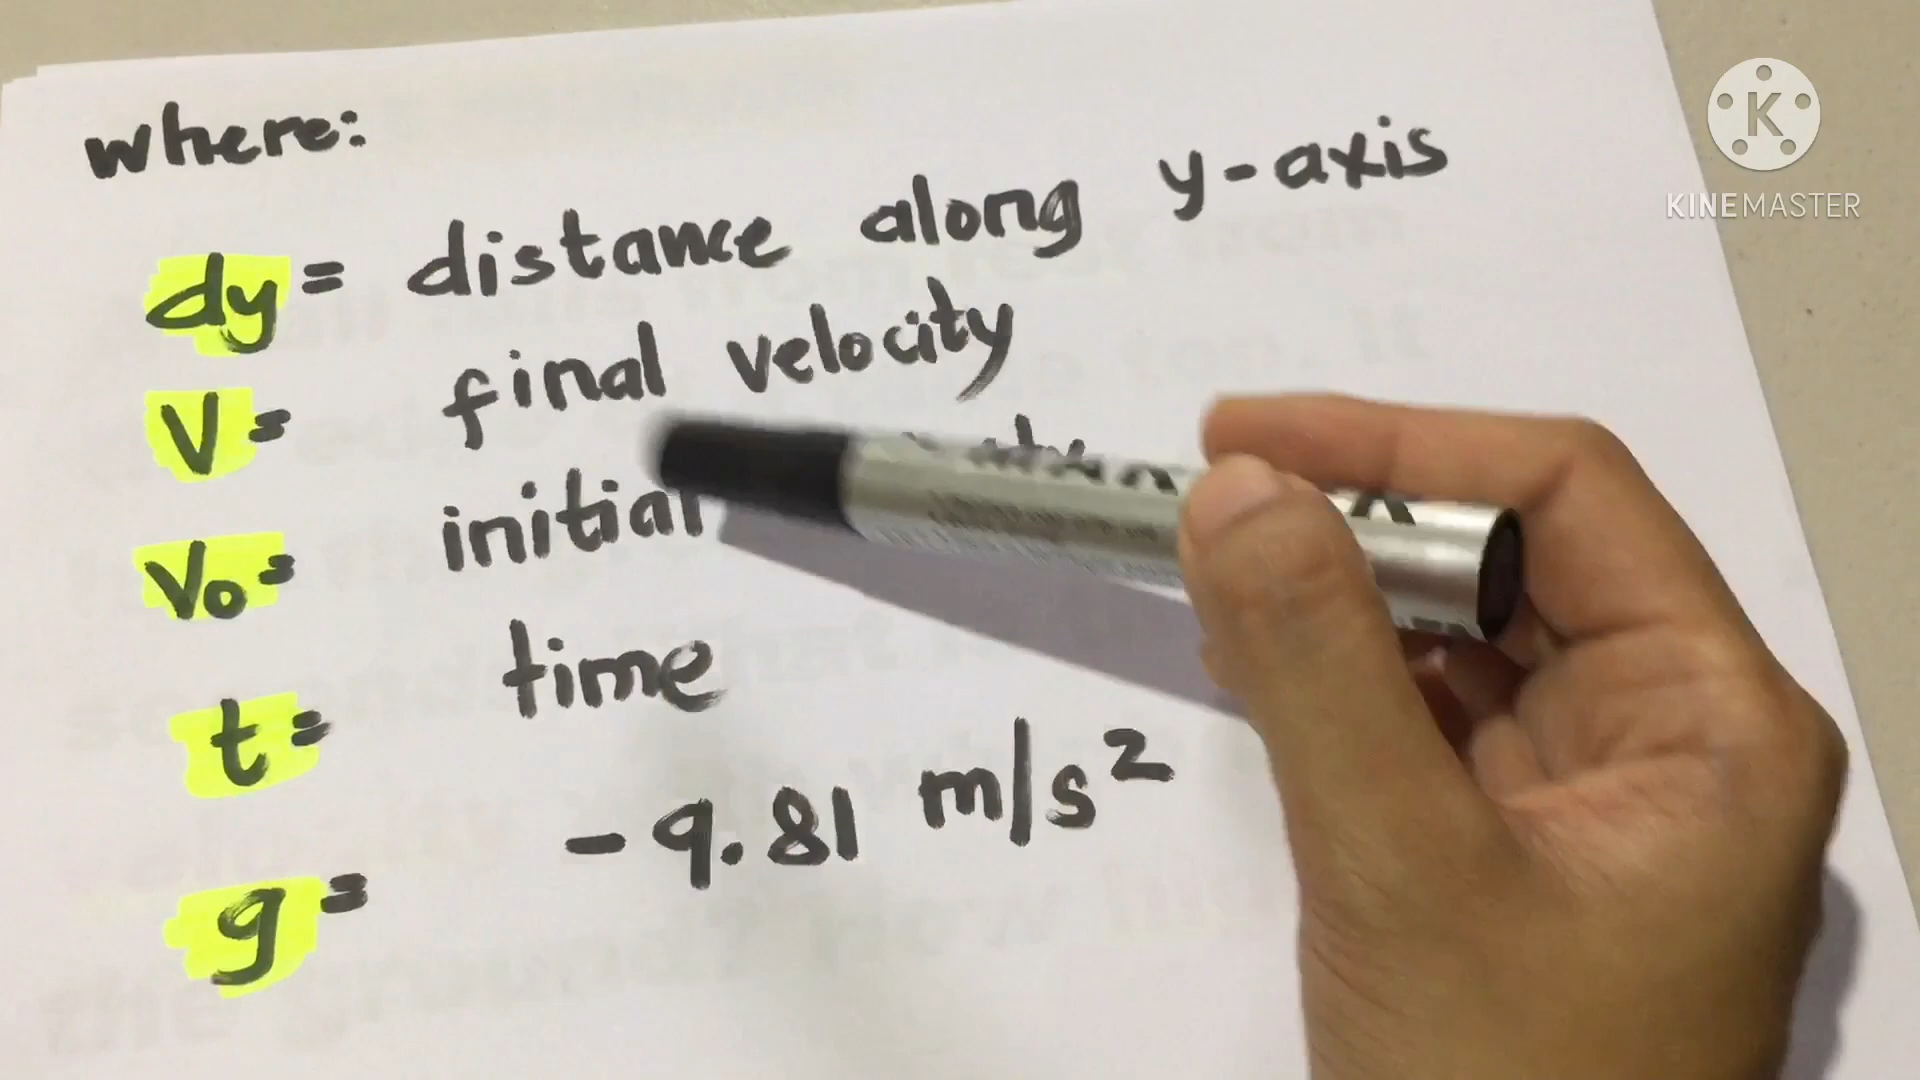 where:
dy = distance along y-axis
V = final velocity
Vo = initial
t = time
g = -9.81 m/s²
K
KINEMASTER